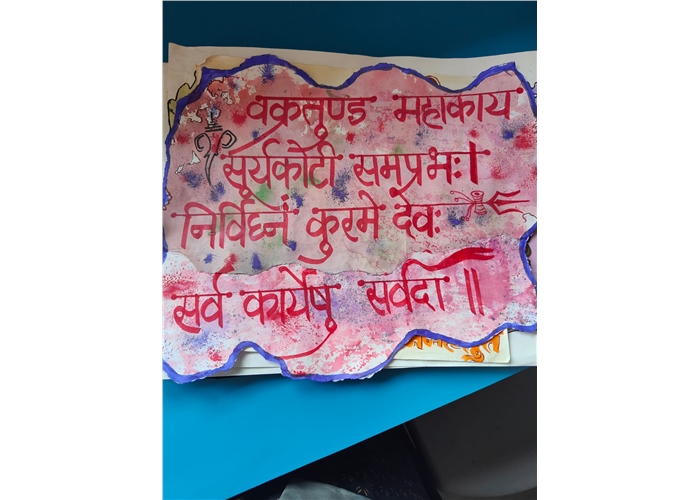 वक्रतुण्ड महाकाय
सूर्यकोटी समप्रभः।
निर्विघ्नं कुरमे देवः
सर्व कार्येषु सर्वदा ॥